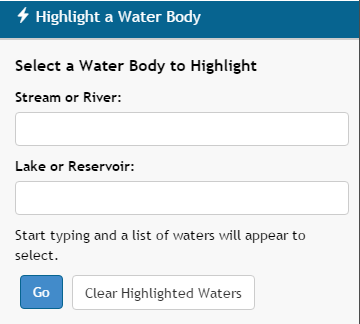 Highlight a Water Body
Select a Water Body to Highlight
Stream or River:
Lake or Reservoir:
Start typing and a list of waters will appear to
select.
Go
Clear Highlighted Waters